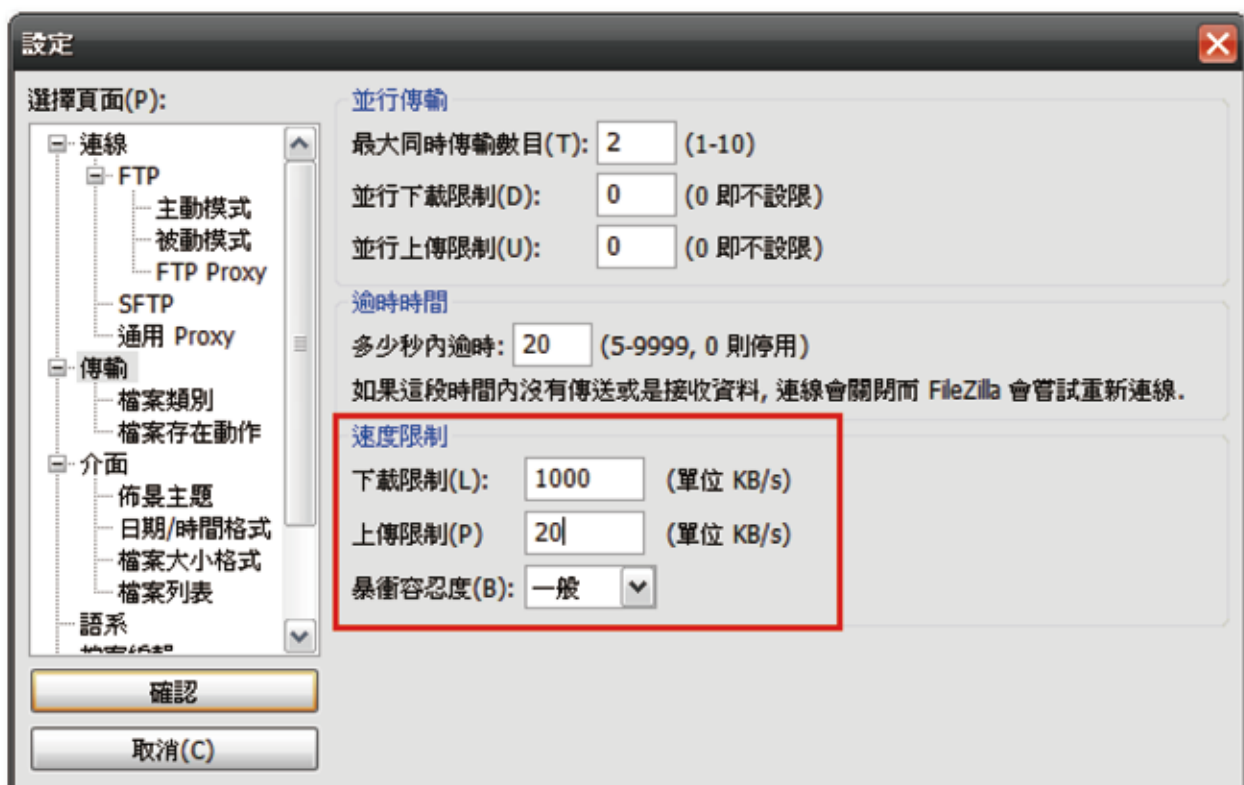 設定
選擇頁面(P):
連線
FTP
主動模式
被動模式
FTP Proxy
SFTP
通用 Proxy
傳輸
檔案類別
檔案存在動作
介面
佈景主題
日期/時間格式
檔案大小格式
檔案列表
語系
確認
取消(C)
並行傳輸
最大同時傳輸數目(T): 2 (1-10)
並行下載限制(D): 0 (0 即不設限)
並行上傳限制(U): 0 (0 即不設限)
逾時時間
多少秒內逾時: 20 (5-9999, 0 則停用)
如果這段時間內沒有傳送或是接收資料, 連線會關閉而 FileZilla 會嘗試重新連線.
速度限制
下載限制(L): 1000 (單位 KB/s)
上傳限制(P) 20 (單位 KB/s)
暴衝容忍度(B): 一般